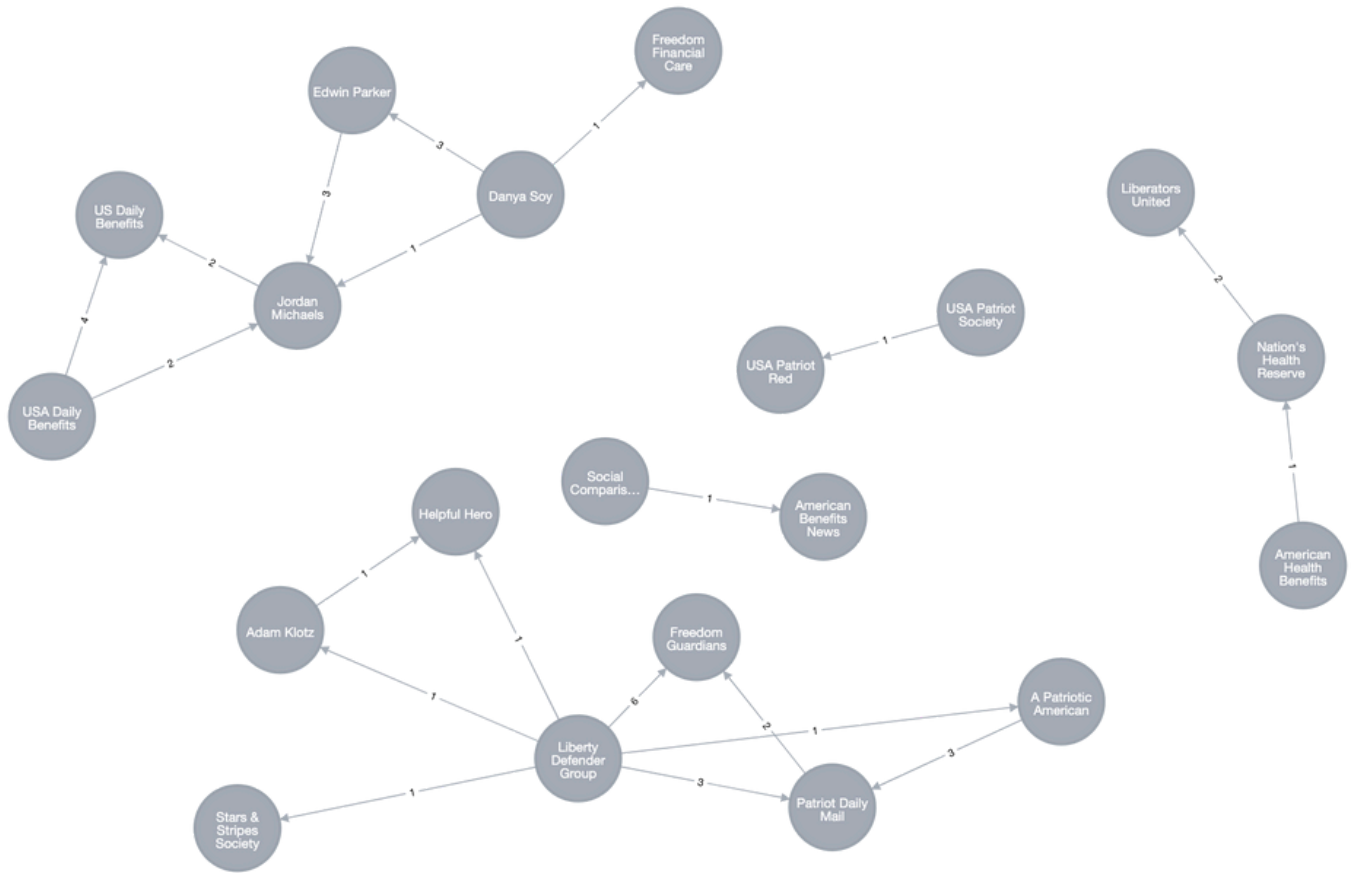 Freedom
Financial
Care
Edwin Parker
1
3
Danya Soy
Liberators
United
3
US Daily
Benefits
1
2
2
Jordan
Michaels
USA Patriot
Society
4
1
USA Patriot
Red
Nation's
Health
Reserve
2
USA Daily
Benefits
1
Social
Comparis...
1
American
Benefits
News
Helpful Hero
American
Health
Benefits
1
Adam Klotz
1
Freedom
Guardians
1
6
2
1
A Patriotic
American
3
Liberty
Defender
Group
3
1
Patriot Daily
Mail
Stars &
Stripes
Society